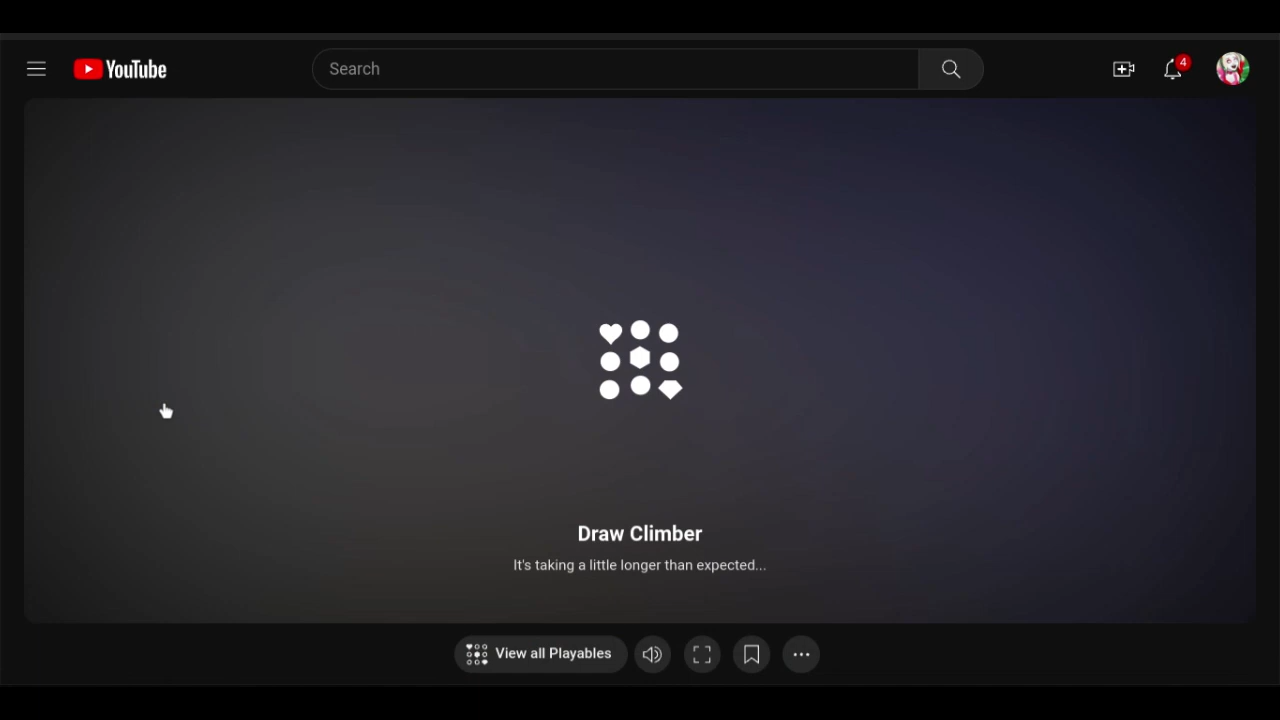 YouTube
Search
4
Draw Climber
It's taking a little longer than expected...
View all Playables